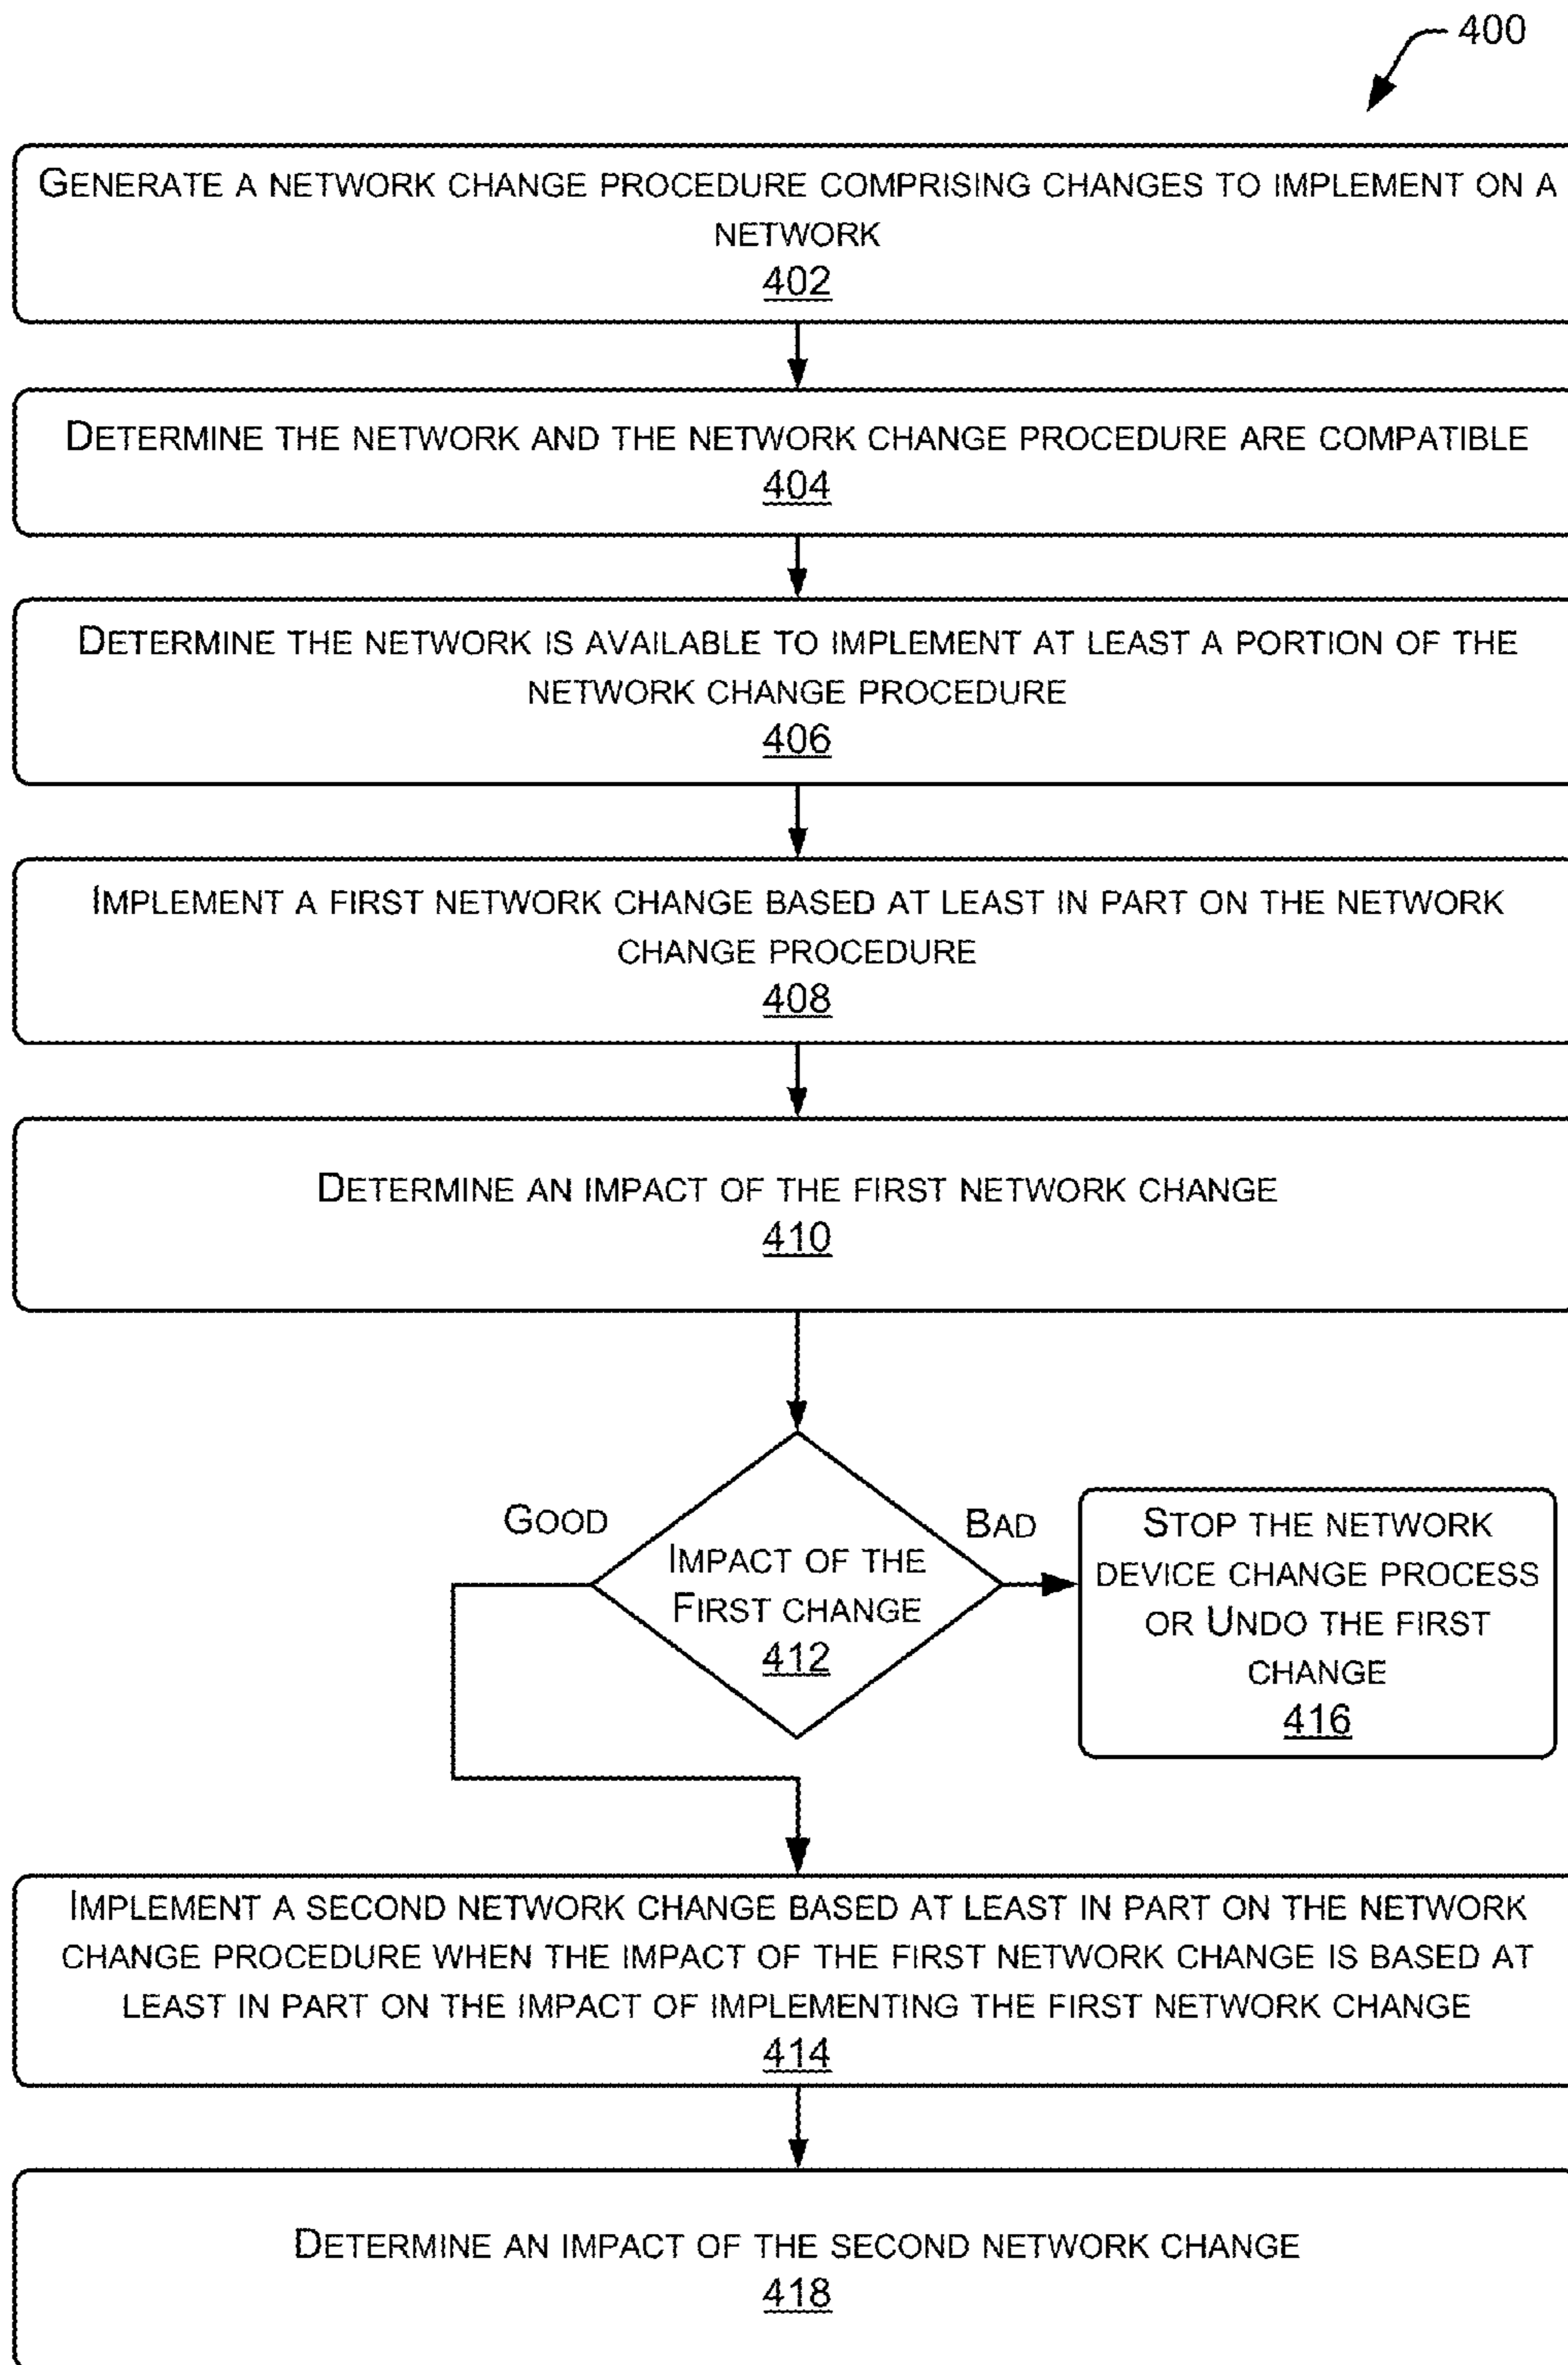 400
GENERATE A NETWORK CHANGE PROCEDURE COMPRISING CHANGES TO IMPLEMENT ON A
NETWORK
402
DETERMINE THE NETWORK AND THE NETWORK CHANGE PROCEDURE ARE COMPATIBLE
404
DETERMINE THE NETWORK IS AVAILABLE TO IMPLEMENT AT LEAST A PORTION OF THE
NETWORK CHANGE PROCEDURE
406
IMPLEMENT A FIRST NETWORK CHANGE BASED AT LEAST IN PART ON THE NETWORK
CHANGE PROCEDURE
408
DETERMINE AN IMPACT OF THE FIRST NETWORK CHANGE
410
GOOD
IMPACT OF THE
FIRST CHANGE
412
BAD
STOP THE NETWORK
DEVICE CHANGE PROCESS
OR UNDO THE FIRST
CHANGE
416
IMPLEMENT A SECOND NETWORK CHANGE BASED AT LEAST IN PART ON THE NETWORK
CHANGE PROCEDURE WHEN THE IMPACT OF THE FIRST NETWORK CHANGE IS BASED AT
LEAST IN PART ON THE IMPACT OF IMPLEMENTING THE FIRST NETWORK CHANGE
414
DETERMINE AN IMPACT OF THE SECOND NETWORK CHANGE
418